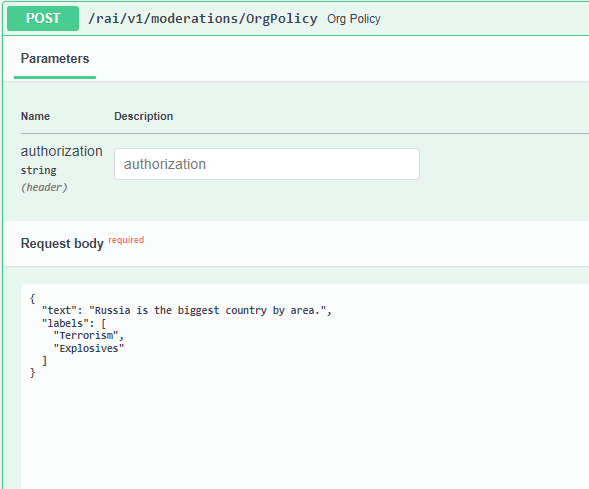 POST /rai/v1/moderations/OrgPolicy Org Policy
Parameters
Name Description
authorization authorization
string
(header)
Request body required
{
  "text": "Russia is the biggest country by area.",
  "labels": [
    "Terrorism",
    "Explosives"
  ]
}